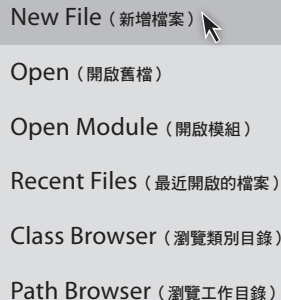 New File（新增檔案）
Open（開啟舊檔）
Open Module（開啟模組）
Recent Files（最近開啟的檔案）
Class Browser（瀏覽類別目錄）
Path Browser（瀏覽工作目錄）